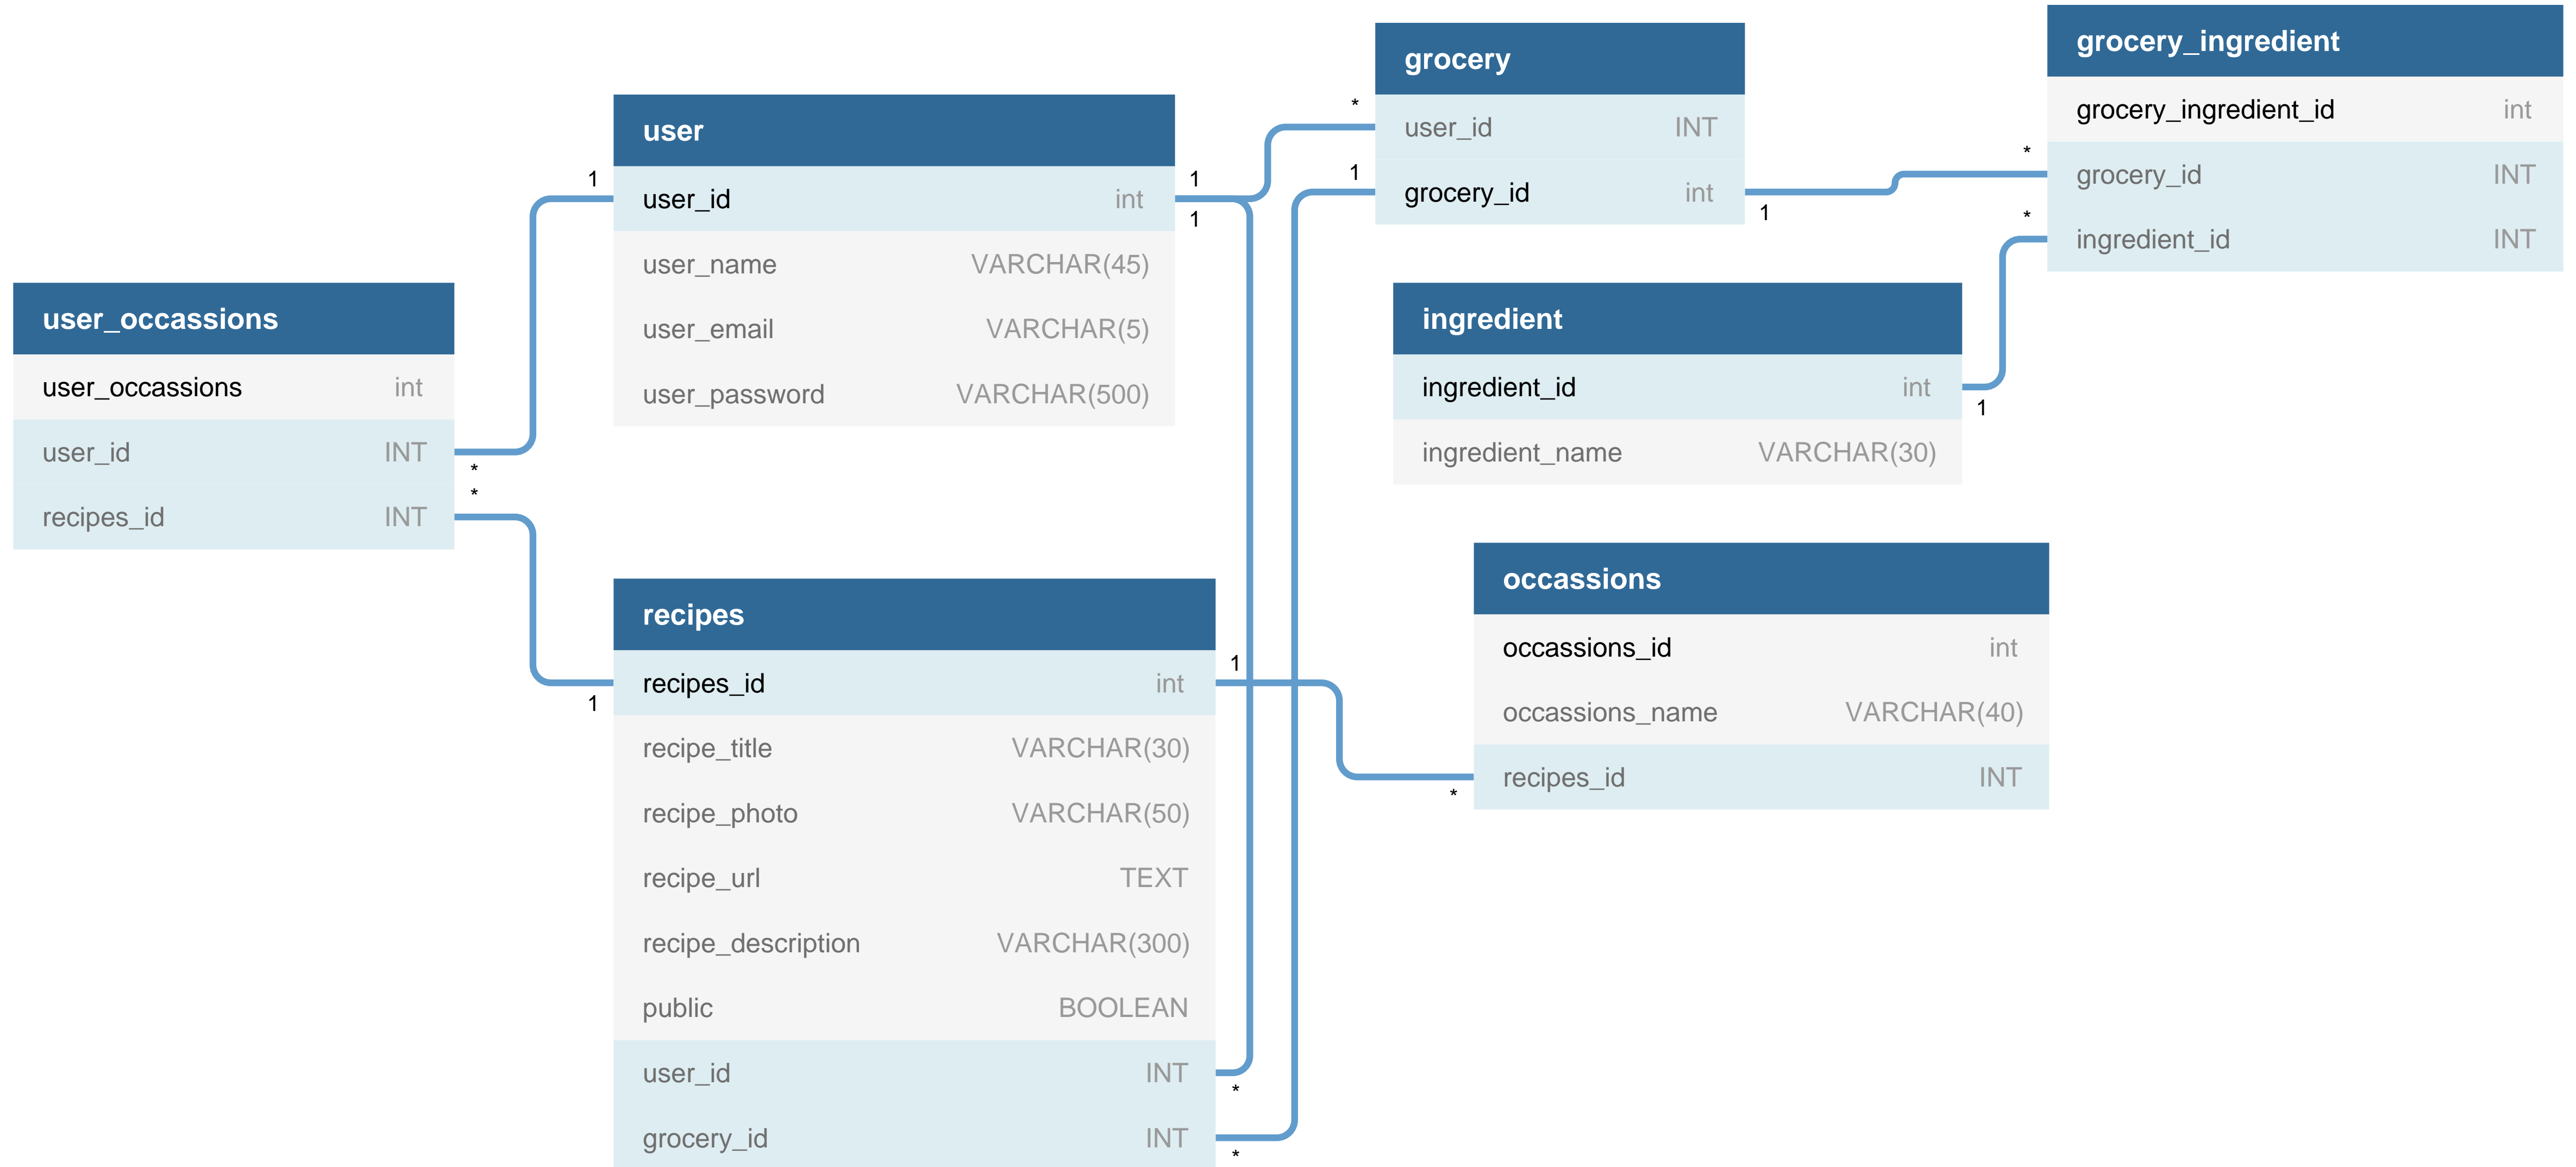 user_occassions
user_occassions int
user_id INT
*
*
recipes_id INT
user
1
user_id int
1
1
user_name VARCHAR(45)
user_email VARCHAR(5)
user_password VARCHAR(500)
recipes
recipes_id int
1
1
recipe_title VARCHAR(30)
recipe_photo VARCHAR(50)
recipe_url TEXT
recipe_description VARCHAR(300)
public BOOLEAN
user_id INT
*
grocery_id INT
*
grocery
*
user_id INT
1
grocery_id int
1
ingredient
ingredient_id int
1
ingredient_name VARCHAR(30)
occassions
occassions_id int
occassions_name VARCHAR(40)
recipes_id INT
*
grocery_ingredient
grocery_ingredient_id int
*
grocery_id INT
*
ingredient_id INT